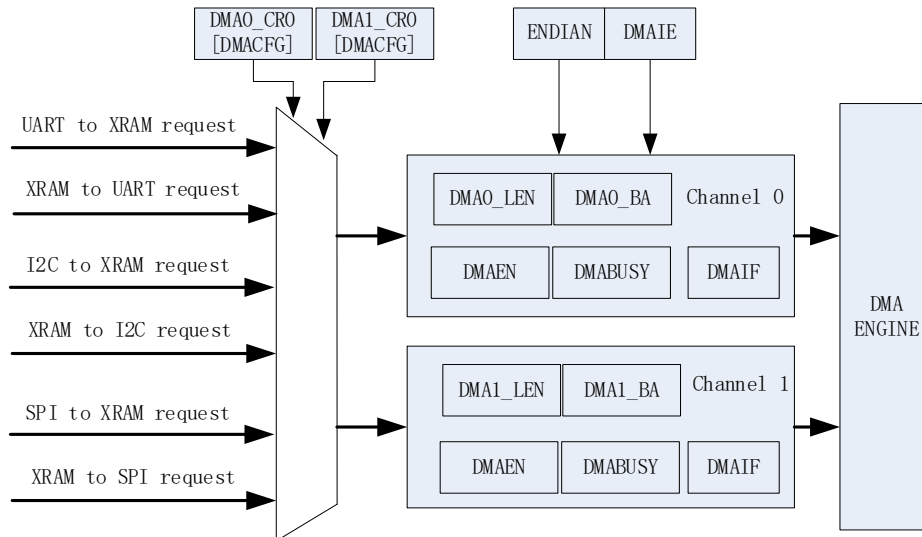 DMA0_CR0
[DMACFG]
DMA1_CR0
[DMACFG]
ENDIAN
DMAIE
UART to XRAM request
XRAM to UART request
I2C to XRAM request
XRAM to I2C request
SPI to XRAM request
XRAM to SPI request
DMA0_LEN
DMA0_BA
Channel 0
DMAEN
DMABUSY
DMAIF
DMA1_LEN
DMA1_BA
Channel 1
DMAEN
DMABUSY
DMAIF
DMA
ENGINE